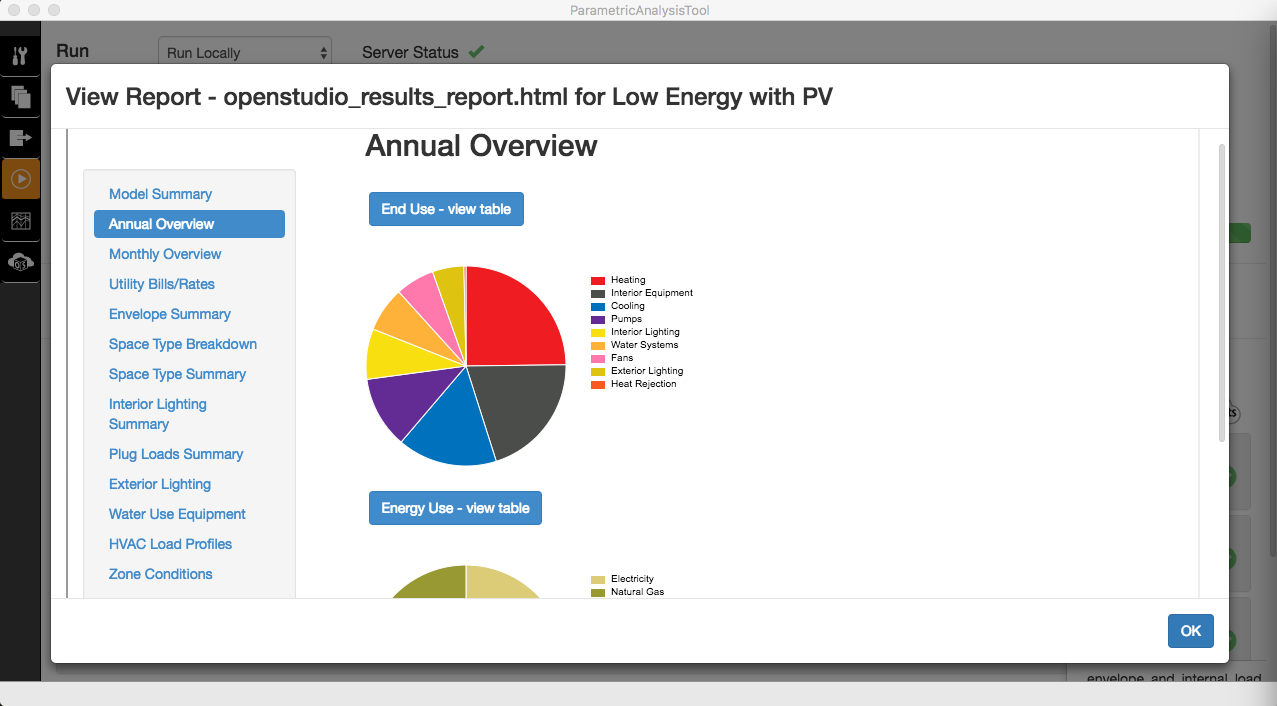 ParametricAnalysisTool
Run
Run Locally
Server Status
View Report - openstudio_results_report.html for Low Energy with PV
Annual Overview
Model Summary
Annual Overview
Monthly Overview
Utility Bills/Rates
Envelope Summary
Space Type Breakdown
Space Type Summary
Interior Lighting
Summary
Plug Loads Summary
Exterior Lighting
Water Use Equipment
HVAC Load Profiles
Zone Conditions
End Use - view table
Heating
Interior Equipment
Cooling
Pumps
Interior Lighting
Water Systems
Fans
Exterior Lighting
Heat Rejection
Energy Use - view table
Electricity
Natural Gas
OK
envelope and internal load